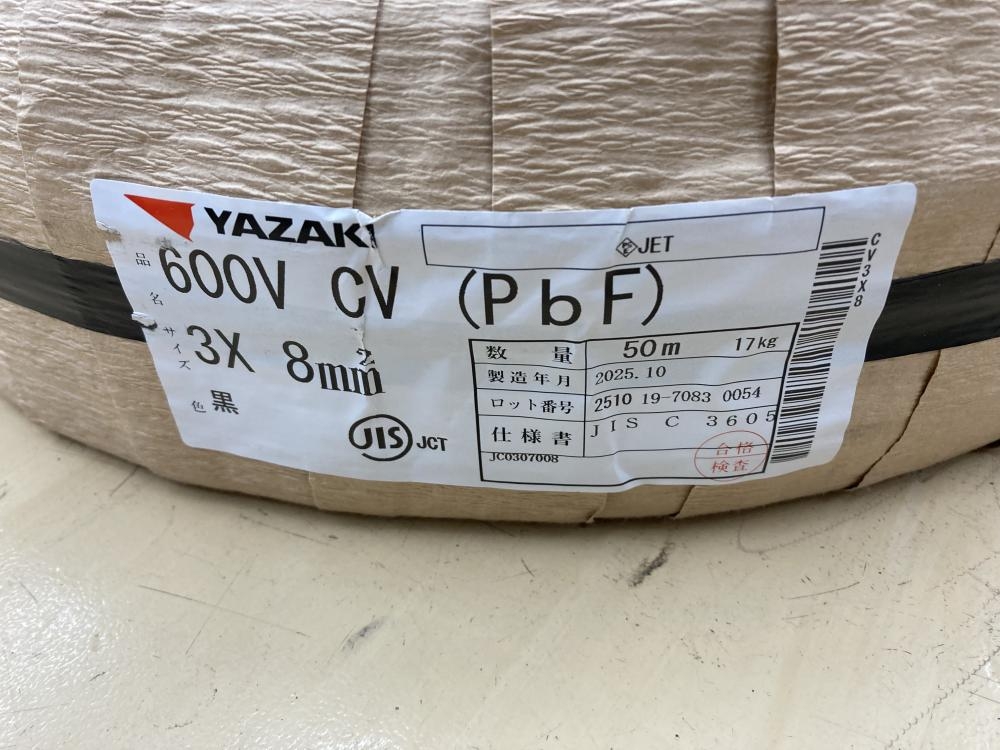 YAZAKI
PSE JET
品名 600V CV (PbF)
サイズ 3X 8mm²
色 黒
JIS JCT
数量 50m 17kg
製造年月 2025.10
ロット番号 2510 19-7083 0054
仕様書 JIS C 3605
JC0307008
合格
検査
CV3X8